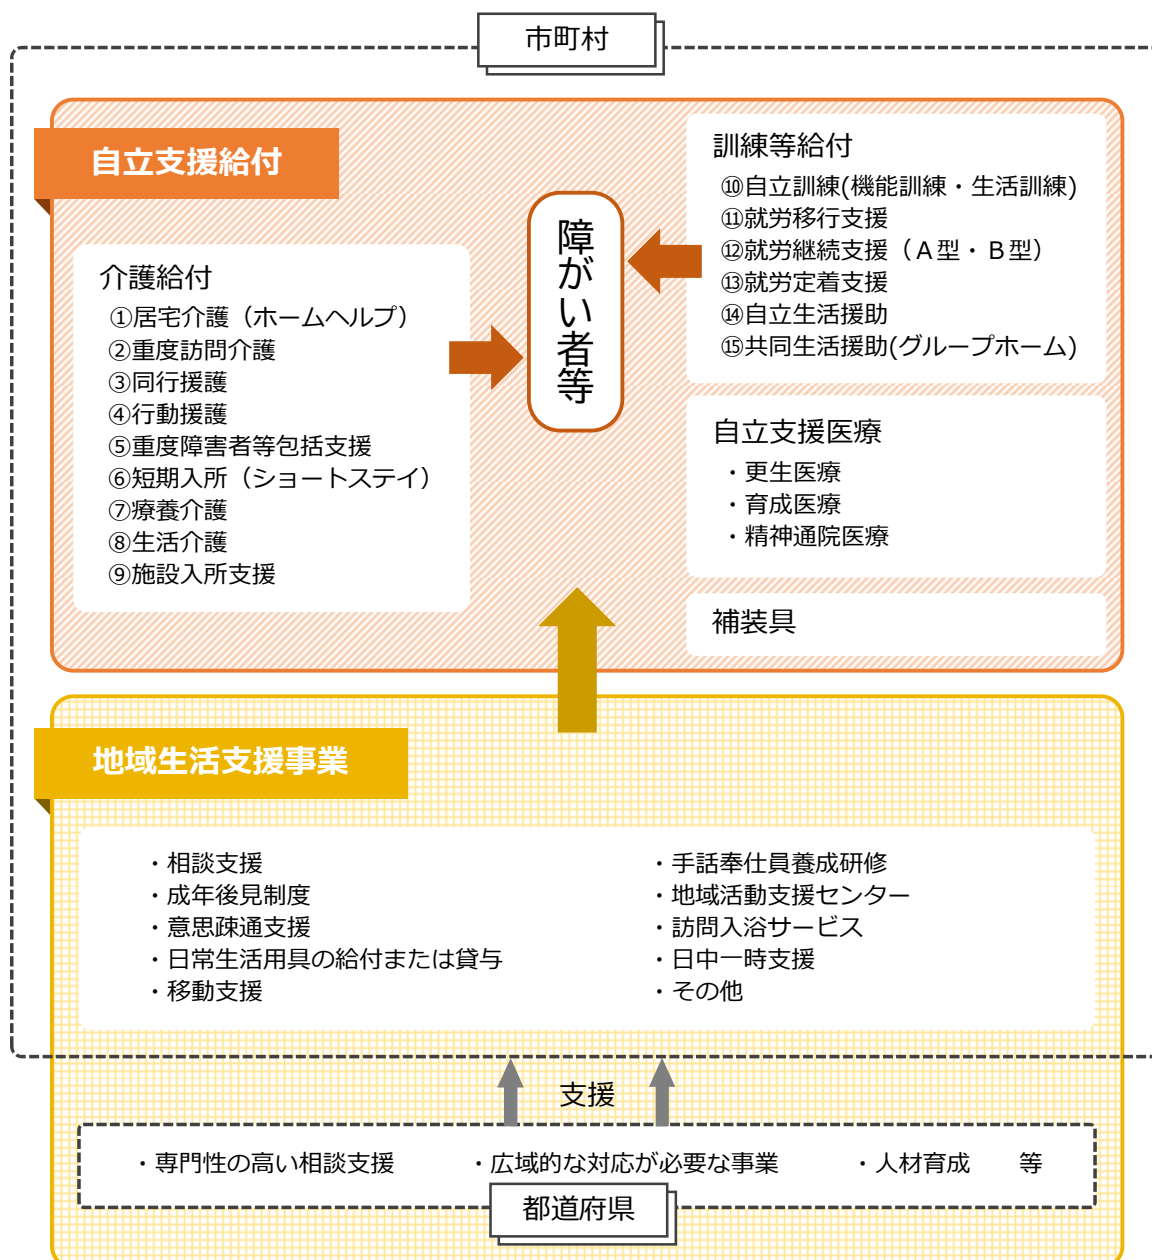 市町村
自立支援給付
介護給付
①居宅介護（ホームヘルプ）
②重度訪問介護
③同行援護
④行動援護
⑤重度障害者等包括支援
⑥短期入所（ショートステイ）
⑦療養介護
⑧生活介護
⑨施設入所支援
障がい者等
訓練等給付
⑩自立訓練(機能訓練・生活訓練)
⑪就労移行支援
⑫就労継続支援（Ａ型・Ｂ型）
⑬就労定着支援
⑭自立生活援助
⑮共同生活援助(グループホーム)
自立支援医療
・更生医療
・育成医療
・精神通院医療
補装具
地域生活支援事業
・相談支援
・成年後見制度
・意思疎通支援
・日常生活用具の給付または貸与
・移動支援
・手話奉仕員養成研修
・地域活動支援センター
・訪問入浴サービス
・日中一時支援
・その他
支援
・専門性の高い相談支援　・広域的な対応が必要な事業　・人材育成　等
都道府県